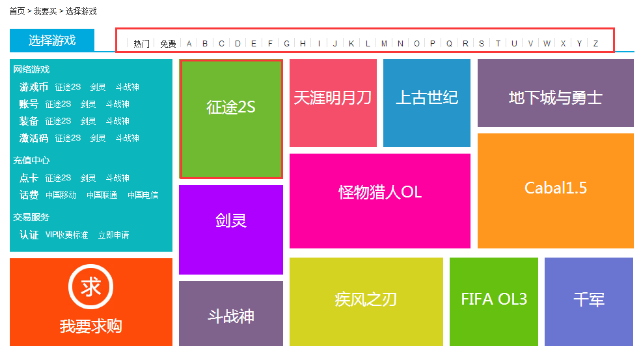 首页 > 我要买 > 选择游戏
选择游戏
热门 免费 A B C D E F G H I J K L M N O P Q R S T U V W X Y Z
网络游戏
游戏币 征途2S 剑灵 斗战神
账号 征途2S 剑灵 斗战神
装备 征途2S 剑灵 斗战神
激活码 征途2S 剑灵 斗战神
充值中心
点卡 征途2S 剑灵 斗战神
话费 中国移动 中国联通 中国电信
交易服务
认证 VIP收费标准 立即申请
求
我要求购
征途2S
天涯明月刀
上古世纪
地下城与勇士
怪物猎人OL
Cabal1.5
剑灵
斗战神
疾风之刃
FIFA OL3
千军